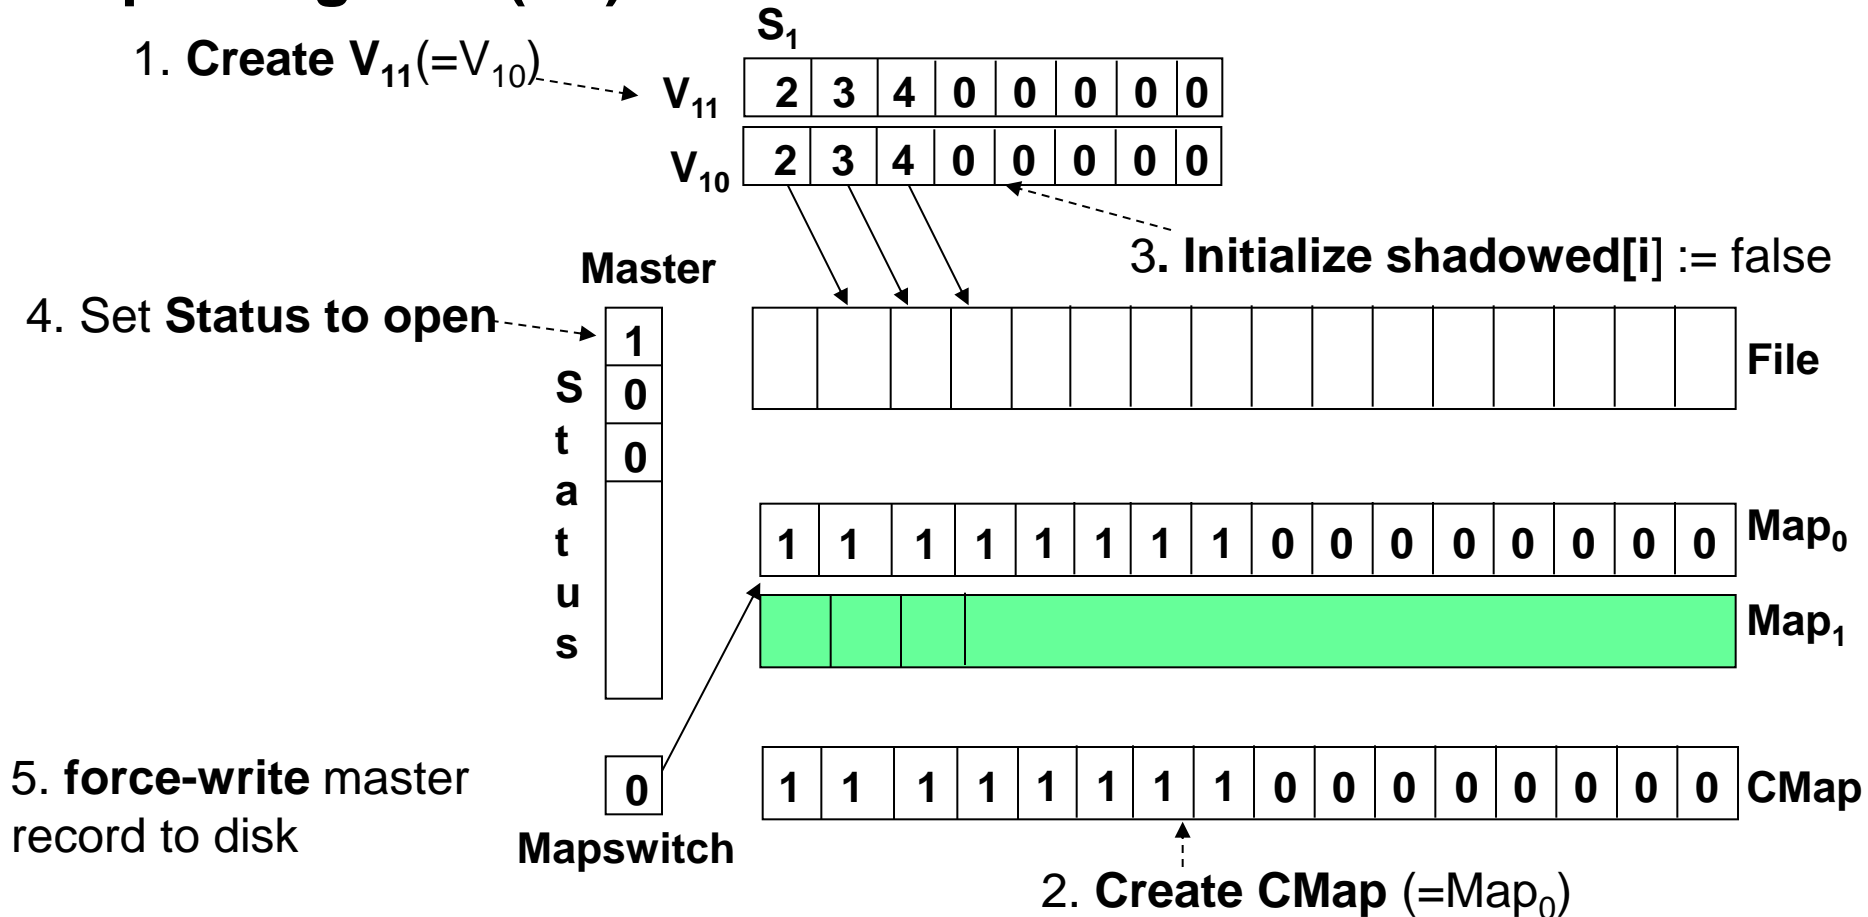 S₁
1. Create V₁₁(=V₁₀)
V₁₁ 2 3 4 0 0 0 0 0
V₁₀ 2 3 4 0 0 0 0 0
3. Initialize shadowed[i] := false
Master
4. Set Status to open
1
0
0
Status
File
1 1 1 1 1 1 1 1 0 0 0 0 0 0 0 0 Map₀
Map₁
5. force-write master
record to disk
0
Mapswitch
1 1 1 1 1 1 1 1 0 0 0 0 0 0 0 0 CMap
2. Create CMap (=Map₀)